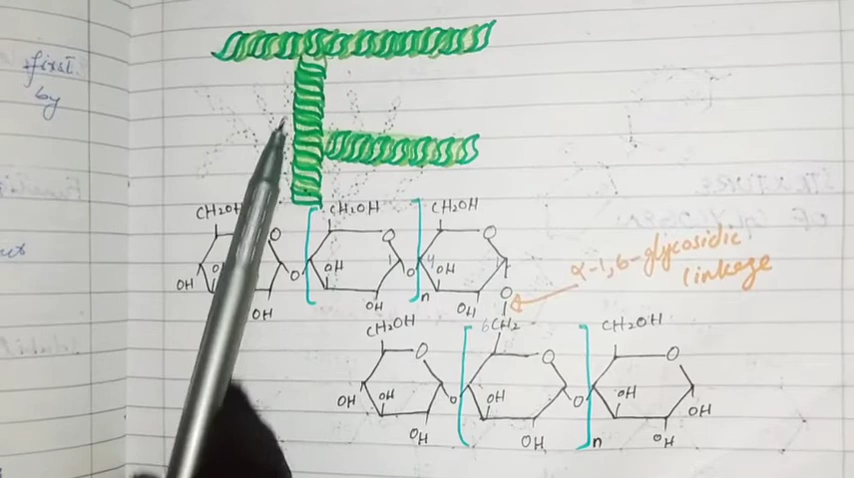 first
by
CH₂OH CH₂OH CH₂OH
O O O
OH OH 1 4 OH 1
OH O O n
OH OH OH O
α-1,6-glycosidic
linkage
CH₂OH 6CH₂ CH₂OH
O O O
OH OH OH OH OH
O O n
OH OH OH